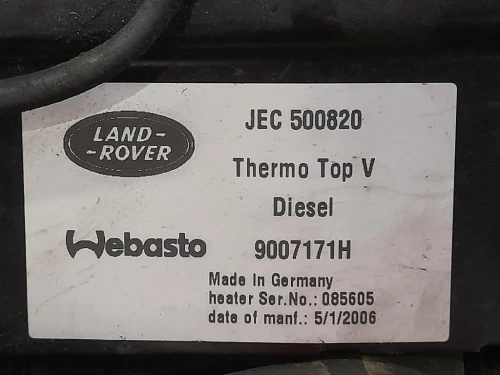 LAND-
-ROVER
JEC 500820
Thermo Top V
Diesel
Webasto
9007171H
Made In Germany
heater Ser.No.: 085605
date of manf.: 5/1/2006